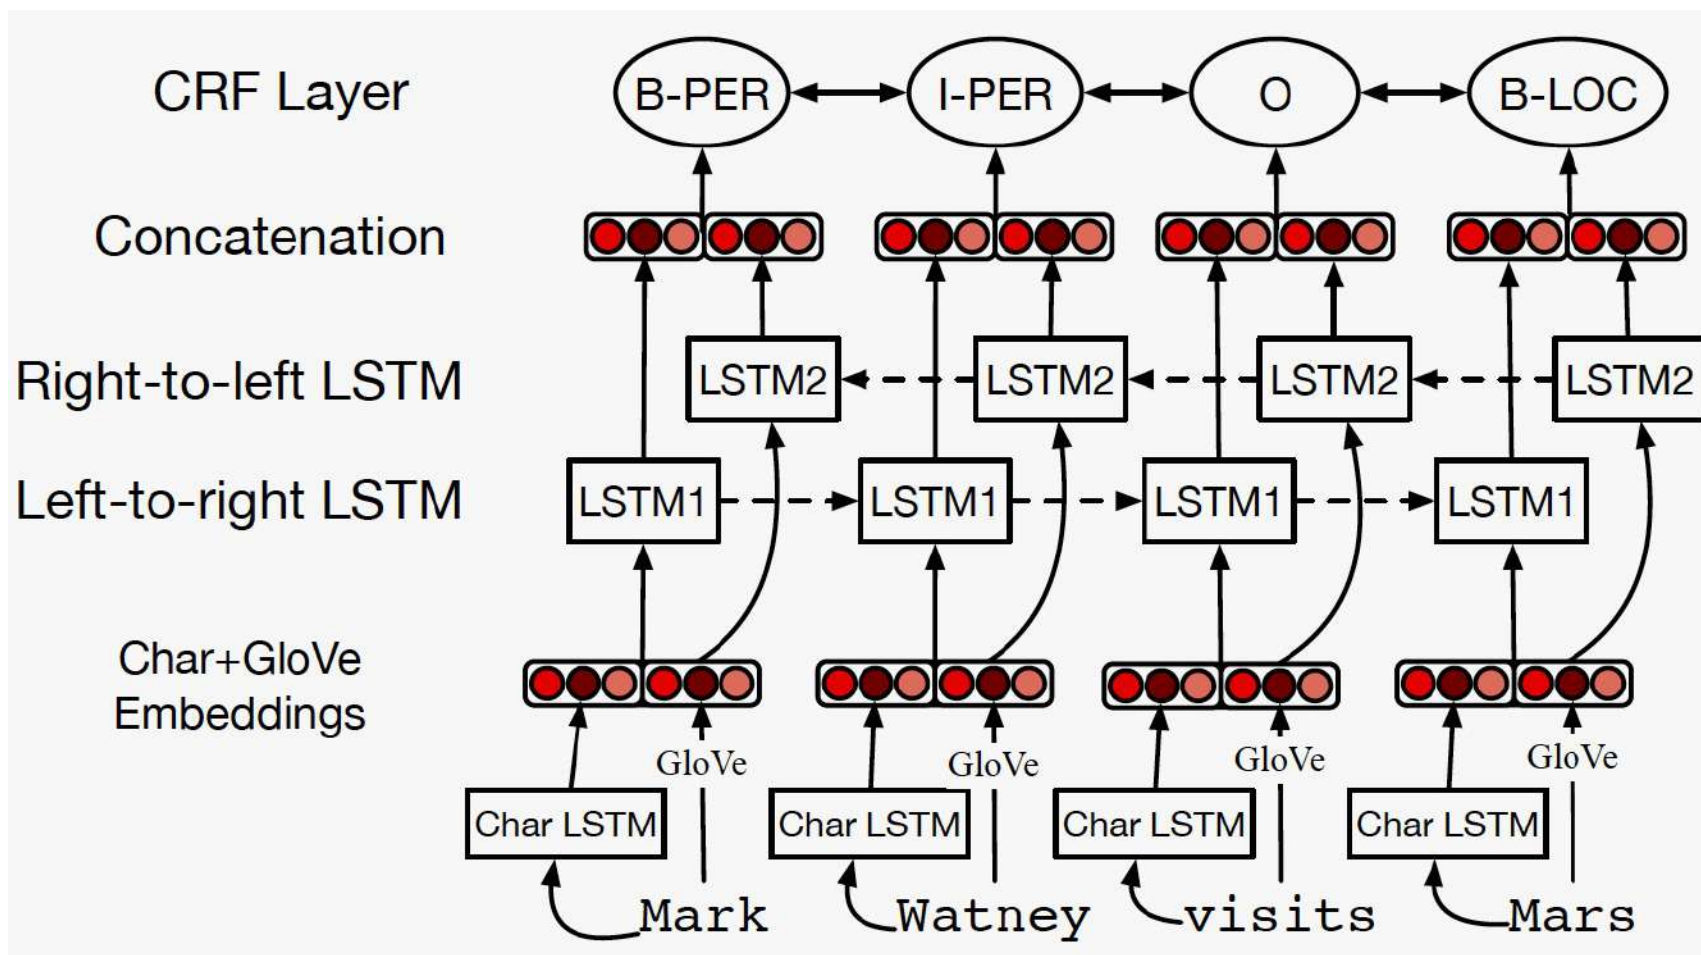 CRF Layer B-PER I-PER O B-LOC
Concatenation
Right-to-left LSTM LSTM2 LSTM2 LSTM2 LSTM2
Left-to-right LSTM LSTM1 LSTM1 LSTM1 LSTM1
Char+GloVe
Embeddings
GloVe GloVe GloVe GloVe
Char LSTM Char LSTM Char LSTM Char LSTM
Mark Watney visits Mars